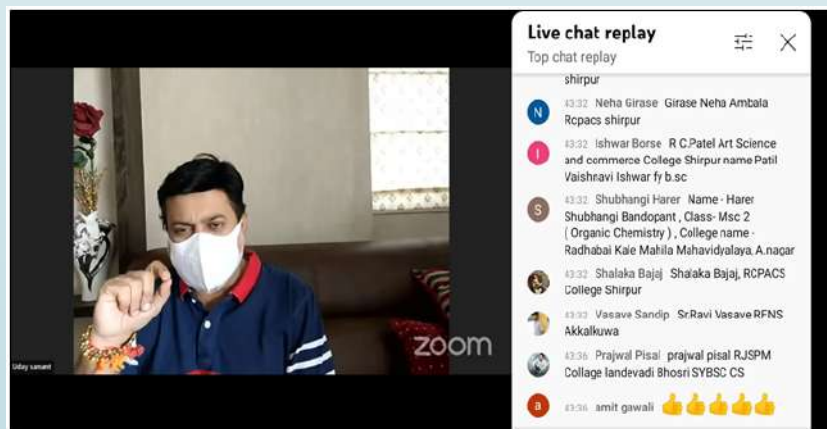 Live chat replay
Top chat replay
shirpur
N
43:32 Neha Girase Girase Neha Ambala
Rcpacs shirpur
I
43:32 Ishwar Borse R C.Patel Art Science
and commerce College Shirpur name Patil
Vaishnavi Ishwar fy b.sc
S
43:32 Shubhangi Harer Name - Harer
Shubhangi Bandopant , Class- Msc 2
( Organic Chemistry ) , College name -
Radhabai Kale Mahila Mahavidyalaya, A.nagar
43:32 Shalaka Bajaj Shalaka Bajaj, RCPACS
College Shirpur
43:32 Vasave Sandip Sr.Ravi Vasave RFNS
Akkalkuwa
43:36 Prajwal Pisal prajwal pisal RJSPM
Collage landevadi Bhosri SYBSC CS
a
43:36 amit gawali 👍👍👍👍👍
zoom
Uday samant